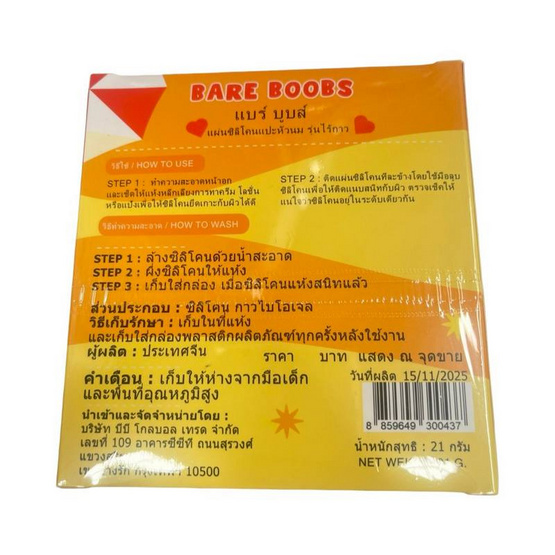 BARE BOOBS
แบร์ บูบส์
แผ่นซิลิโคนแปะหัวนม รุ่นไร้กาว
วิธีใช้ / HOW TO USE
STEP 1 : ทำความสะอาดหน้าอก
และเช็ดให้แห้งหลีกเลี่ยงการทาครีม โลชั่น
หรือแป้งเพื่อให้ซิลิโคนยึดเกาะกับผิวได้ดี
STEP 2 : ติดแผ่นซิลิโคนทีละข้างโดยใช้มือลูบ
ซิลิโคนเพื่อให้ติดแนบสนิทกับผิว ตรวจเช็คให้
แน่ใจว่าซิลิโคนอยู่ในระดับเดียวกัน
วิธีทำความสะอาด / HOW TO WASH
STEP 1 : ล้างซิลิโคนด้วยน้ำสะอาด
STEP 2 : ผึ่งซิลิโคนให้แห้ง
STEP 3 : เก็บใส่กล่อง เมื่อซิลิโคนแห้งสนิทแล้ว
ส่วนประกอบ : ซิลิโคน กาวไบโอเจล
วิธีเก็บรักษา : เก็บในที่แห้ง
และเก็บใส่กล่องพลาสติกผลิตภัณฑ์ทุกครั้งหลังใช้งาน
ผู้ผลิต : ประเทศจีน
ราคา บาท แสดง ณ จุดขาย
คำเตือน : เก็บให้ห่างจากมือเด็ก
และพื้นที่อุณหภูมิสูง
วันที่ผลิต 15/11/2025
นำเข้าและจัดจำหน่ายโดย :
บริษัท บีบี โกลบอล เทรด จำกัด
เลขที่ 109 อาคารซีซีที ถนนสุรวงศ์
10500
8 859649 300437
น้ำหนักสุทธิ : 21 กรัม
NET G.